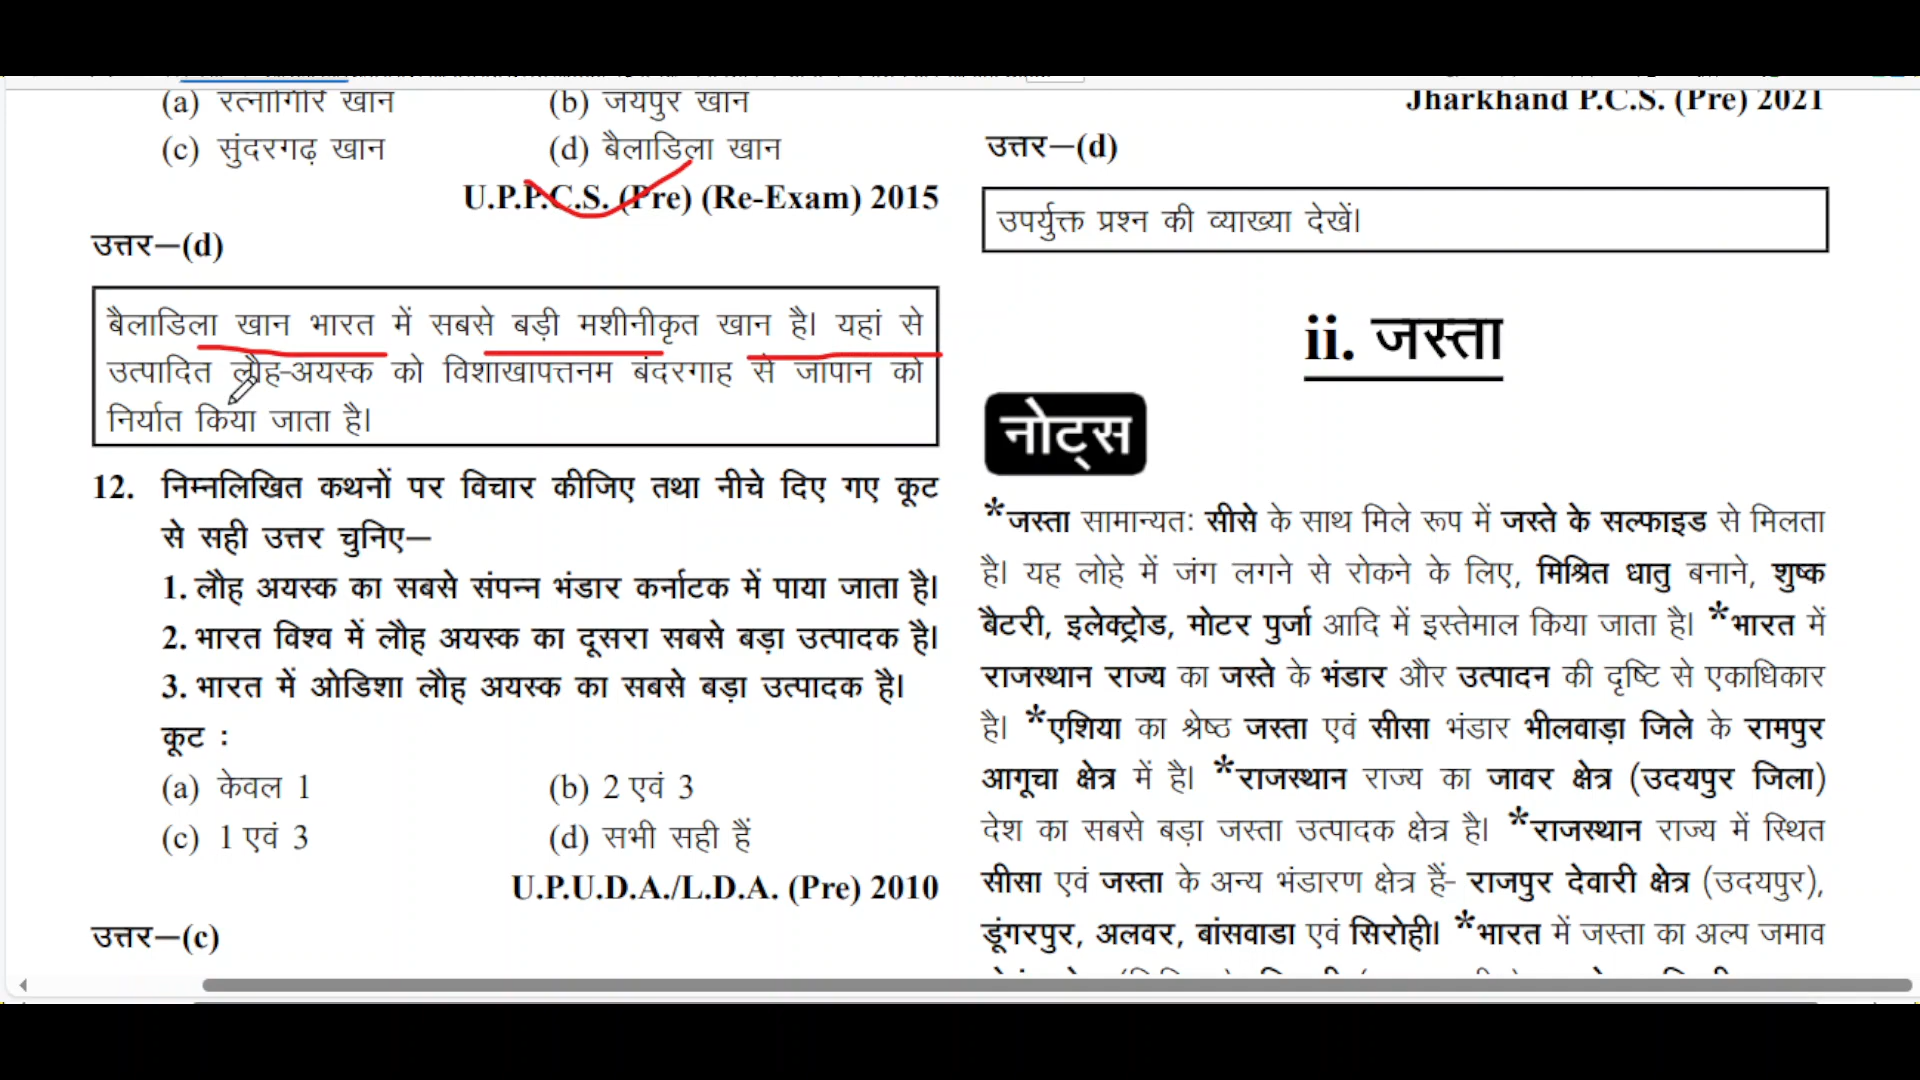 (a) रत्नागिरि खान (b) जयपुर खान
(c) सुंदरगढ़ खान (d) बैलाडिला खान
U.P.P.C.S. (Pre) (Re-Exam) 2015
उत्तर–(d)
बैलाडिला खान भारत में सबसे बड़ी मशीनीकृत खान है। यहां से
उत्पादित लौह-अयस्क को विशाखापत्तनम बंदरगाह से जापान को
निर्यात किया जाता है।
12. निम्नलिखित कथनों पर विचार कीजिए तथा नीचे दिए गए कूट
से सही उत्तर चुनिए–
1. लौह अयस्क का सबसे संपन्न भंडार कर्नाटक में पाया जाता है।
2. भारत विश्व में लौह अयस्क का दूसरा सबसे बड़ा उत्पादक है।
3. भारत में ओडिशा लौह अयस्क का सबसे बड़ा उत्पादक है।
कूट :
(a) केवल 1 (b) 2 एवं 3
(c) 1 एवं 3 (d) सभी सही हैं
U.P.U.D.A./L.D.A. (Pre) 2010
उत्तर–(c)
Jharkhand P.C.S. (Pre) 2021
उत्तर–(d)
उपर्युक्त प्रश्न की व्याख्या देखें।
ii. जस्ता
नोट्स
*जस्ता सामान्यत: सीसे के साथ मिले रूप में जस्ते के सल्फाइड से मिलता
है। यह लोहे में जंग लगने से रोकने के लिए, मिश्रित धातु बनाने, शुष्क
बैटरी, इलेक्ट्रोड, मोटर पुर्जा आदि में इस्तेमाल किया जाता है। *भारत में
राजस्थान राज्य का जस्ते के भंडार और उत्पादन की दृष्टि से एकाधिकार
है। *एशिया का श्रेष्ठ जस्ता एवं सीसा भंडार भीलवाड़ा जिले के रामपुर
आगूचा क्षेत्र में है। *राजस्थान राज्य का जावर क्षेत्र (उदयपुर जिला)
देश का सबसे बड़ा जस्ता उत्पादक क्षेत्र है। *राजस्थान राज्य में स्थित
सीसा एवं जस्ता के अन्य भंडारण क्षेत्र हैं- राजपुर देवारी क्षेत्र (उदयपुर),
डूंगरपुर, अलवर, बांसवाडा एवं सिरोही। *भारत में जस्ता का अल्प जमाव